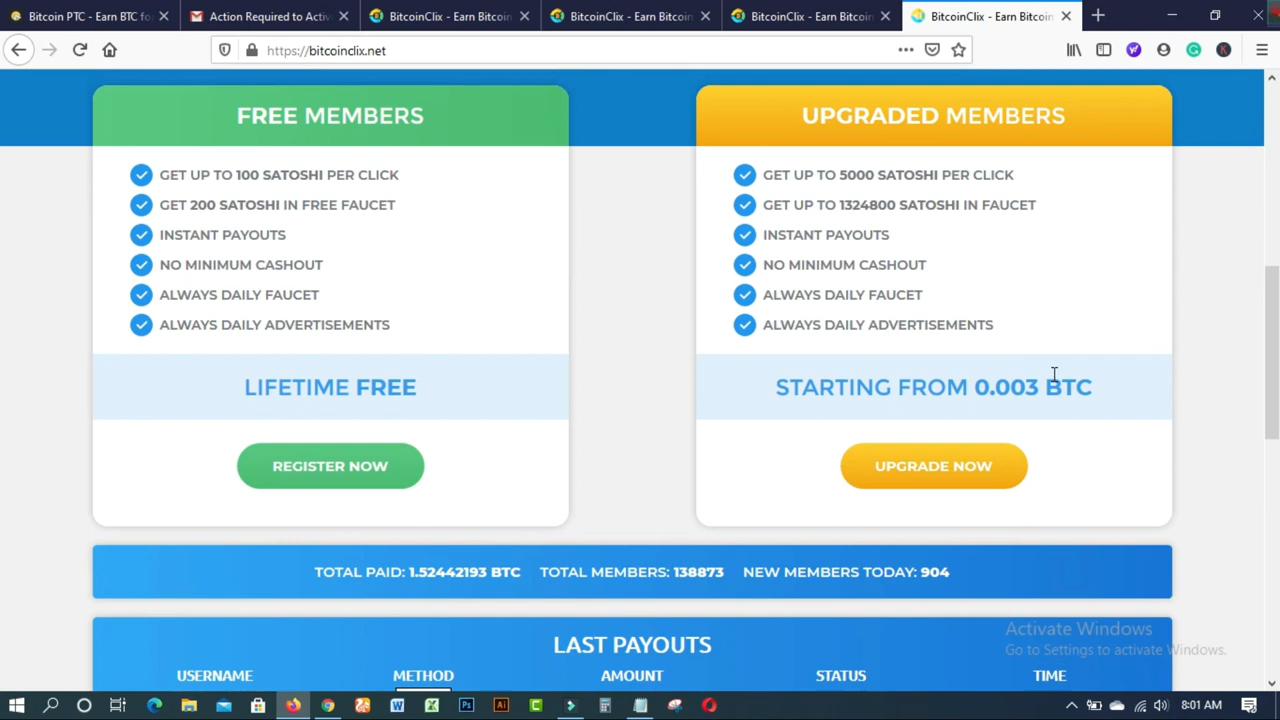 Bitcoin PTC - Earn BTC fo
Action Required to Activ
BitcoinClix - Earn Bitcoin
BitcoinClix - Earn Bitcoin
BitcoinClix - Earn Bitcoin
BitcoinClix - Earn Bitcoin
https://bitcoinclix.net
FREE MEMBERS
GET UP TO 100 SATOSHI PER CLICK
GET 200 SATOSHI IN FREE FAUCET
INSTANT PAYOUTS
NO MINIMUM CASHOUT
ALWAYS DAILY FAUCET
ALWAYS DAILY ADVERTISEMENTS
LIFETIME FREE
REGISTER NOW
UPGRADED MEMBERS
GET UP TO 5000 SATOSHI PER CLICK
GET UP TO 1324800 SATOSHI IN FAUCET
INSTANT PAYOUTS
NO MINIMUM CASHOUT
ALWAYS DAILY FAUCET
ALWAYS DAILY ADVERTISEMENTS
STARTING FROM 0.003 BTC
UPGRADE NOW
TOTAL PAID: 1.52442193 BTC TOTAL MEMBERS: 138873 NEW MEMBERS TODAY: 904
LAST PAYOUTS
USERNAME METHOD AMOUNT STATUS TIME
Activate Windows
Go to Settings to activate Windows.
8:01 AM